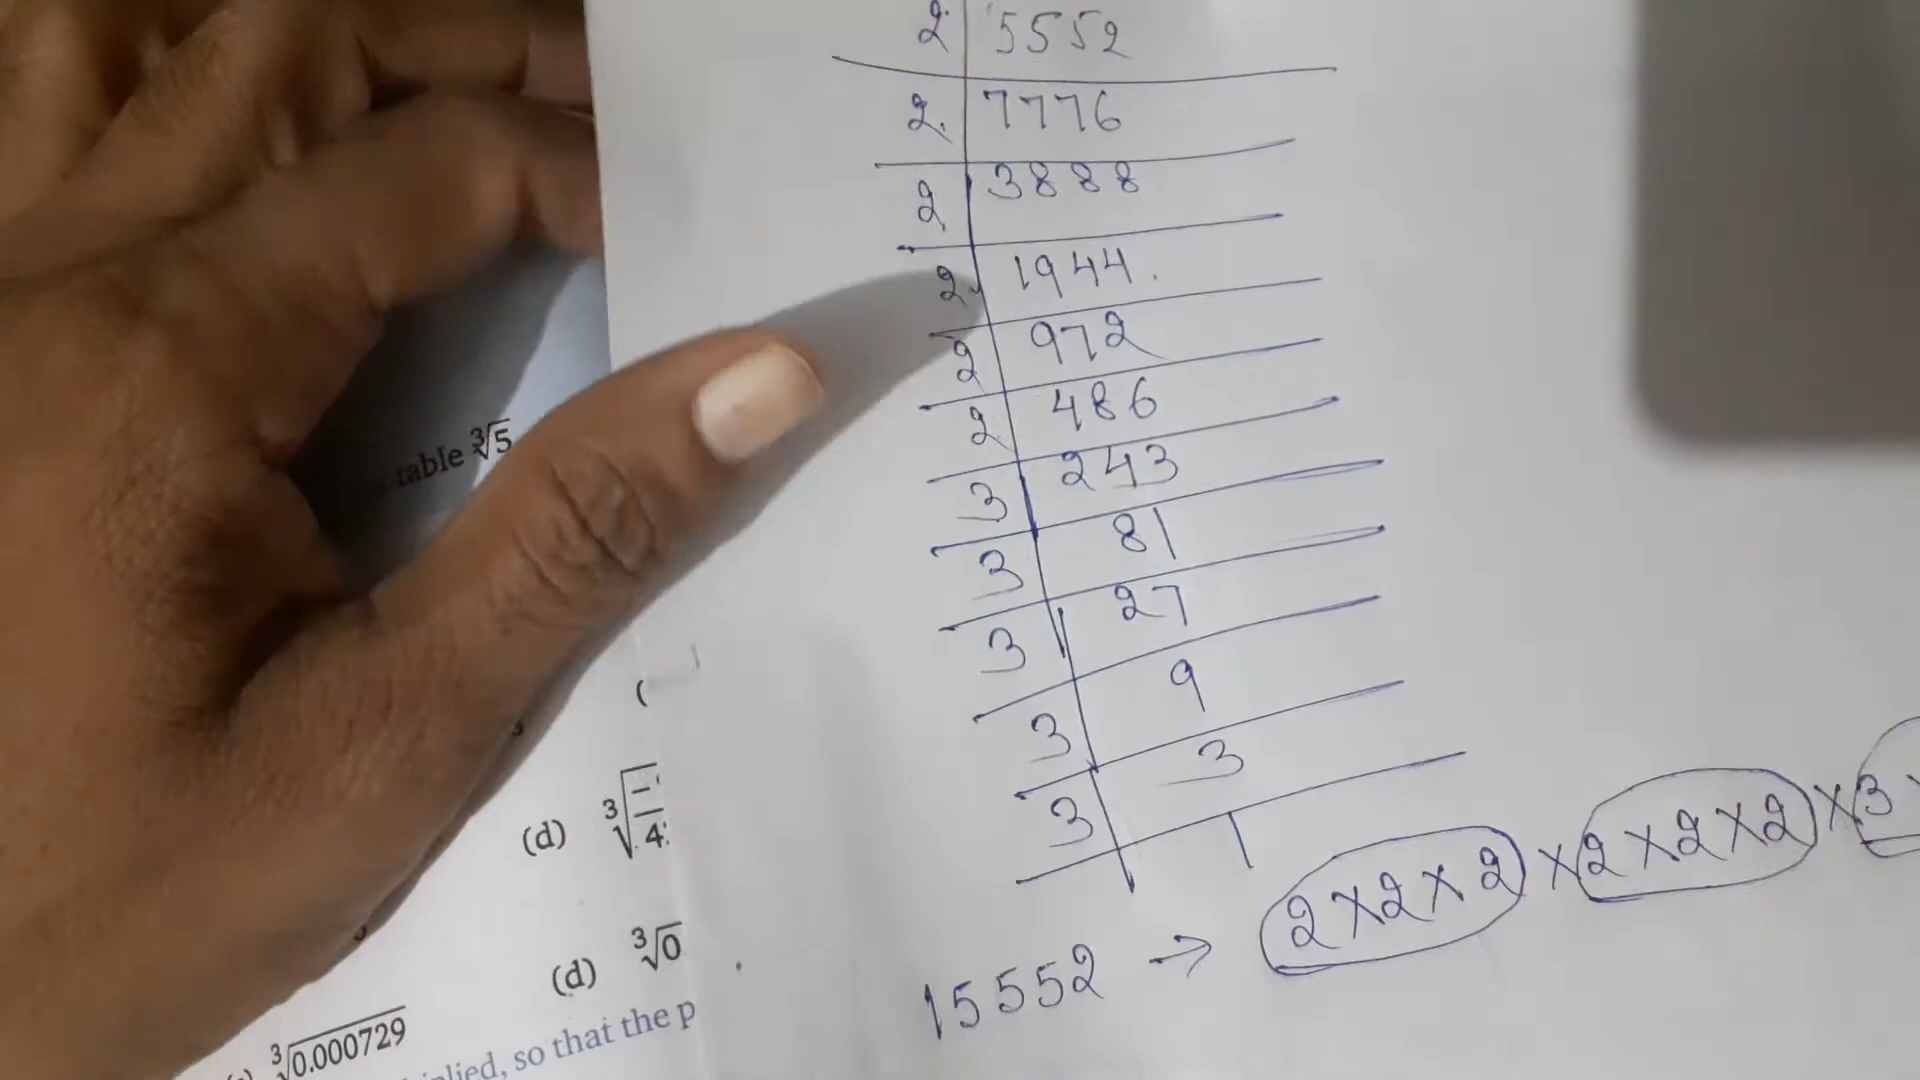 2 5552
2. 7776
2 3888
2. 1944.
2 972
2 486
3 243
3 81
3 27
3 9
3 3
1
15552 → 2×2×2 ×2×2×2 ×3
table ∛5
(d)
(d) ∛0
∛0.000729
so that the p